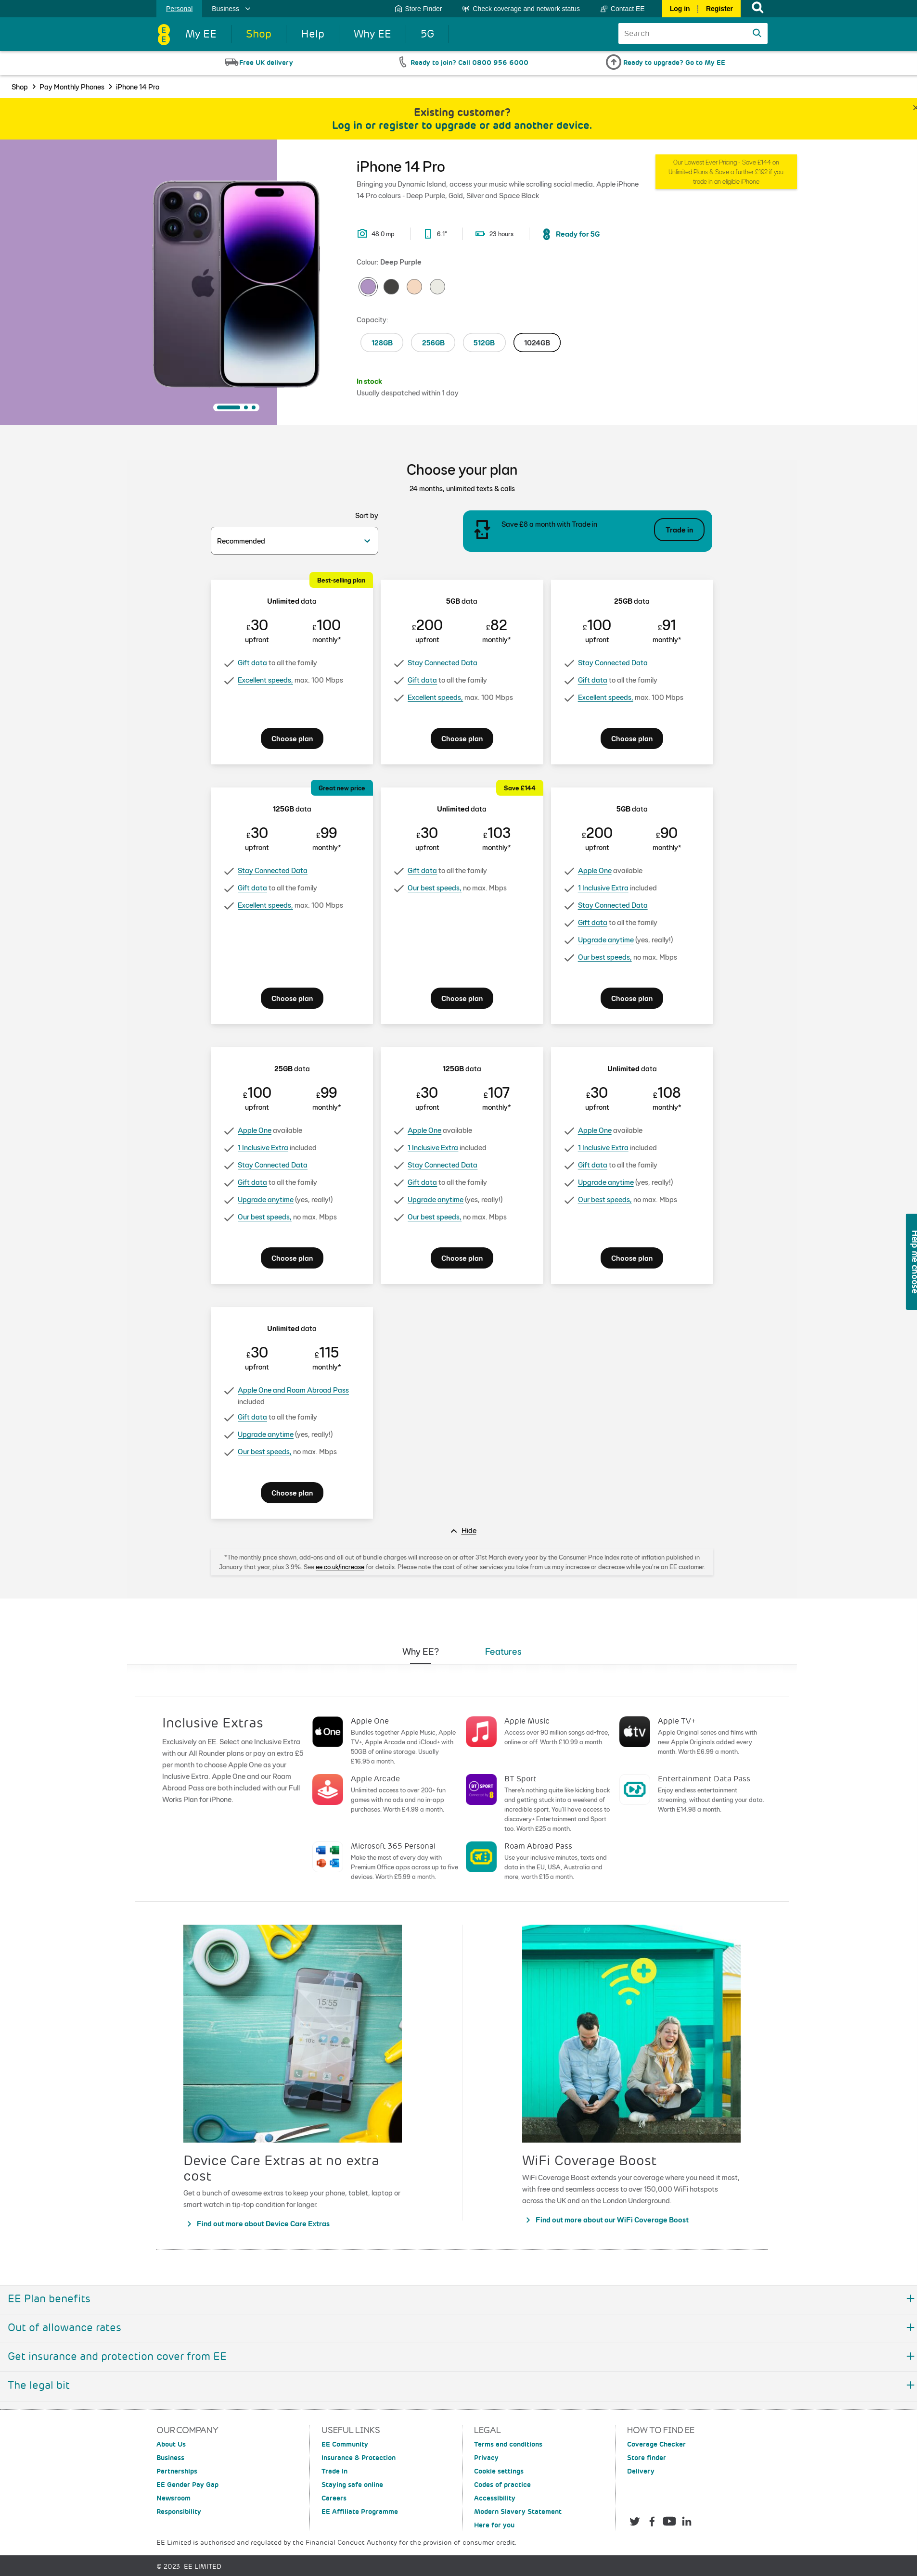 Personal
Business
Store Finder
Check coverage and network status
Contact EE
Log in
Register
EE
My EE
Shop
Help
Why EE
5G
Search
Free UK delivery
Ready to join? Call 0800 956 6000
Ready to upgrade? Go to My EE
Shop
Pay Monthly Phones
iPhone 14 Pro
Existing customer?
Log in or register to upgrade or add another device.
iPhone 14 Pro
Bringing you Dynamic Island, access your music while scrolling social media. Apple iPhone
14 Pro colours - Deep Purple, Gold, Silver and Space Black
Our Lowest Ever Pricing - Save £144 on
Unlimited Plans & Save a further £192 if you
trade in an eligible iPhone
48.0 mp
6.1"
23 hours
Ready for 5G
Colour: Deep Purple
Capacity:
128GB
256GB
512GB
1024GB
In stock
Usually despatched within 1 day
Choose your plan
24 months, unlimited texts & calls
Sort by
Recommended
Save £8 a month with Trade in
Trade in
Best-selling plan
Unlimited data
£30
upfront
£100
monthly*
Gift data to all the family
Excellent speeds, max. 100 Mbps
Choose plan
5GB data
£200
upfront
£82
monthly*
Stay Connected Data
Gift data to all the family
Excellent speeds, max. 100 Mbps
Choose plan
25GB data
£100
upfront
£91
monthly*
Stay Connected Data
Gift data to all the family
Excellent speeds, max. 100 Mbps
Choose plan
Great new price
125GB data
£30
upfront
£99
monthly*
Stay Connected Data
Gift data to all the family
Excellent speeds, max. 100 Mbps
Choose plan
Save £144
Unlimited data
£30
upfront
£103
monthly*
Gift data to all the family
Our best speeds, no max. Mbps
Choose plan
5GB data
£200
upfront
£90
monthly*
Apple One available
1 Inclusive Extra included
Stay Connected Data
Gift data to all the family
Upgrade anytime (yes, really!)
Our best speeds, no max. Mbps
Choose plan
25GB data
£100
upfront
£99
monthly*
Apple One available
1 Inclusive Extra included
Stay Connected Data
Gift data to all the family
Upgrade anytime (yes, really!)
Our best speeds, no max. Mbps
Choose plan
125GB data
£30
upfront
£107
monthly*
Apple One available
1 Inclusive Extra included
Stay Connected Data
Gift data to all the family
Upgrade anytime (yes, really!)
Our best speeds, no max. Mbps
Choose plan
Unlimited data
£30
upfront
£108
monthly*
Apple One available
1 Inclusive Extra included
Gift data to all the family
Upgrade anytime (yes, really!)
Our best speeds, no max. Mbps
Choose plan
Help me choose
Unlimited data
£30
upfront
£115
monthly*
Apple One and Roam Abroad Pass
included
Gift data to all the family
Upgrade anytime (yes, really!)
Our best speeds, no max. Mbps
Choose plan
Hide
*The monthly price shown, add-ons and all out of bundle charges will increase on or after 31st March every year by the Consumer Price Index rate of inflation published in
January that year, plus 3.9%. See ee.co.uk/increase for details. Please note the cost of other services you take from us may increase or decrease while you're an EE customer.
Why EE?
Features
Inclusive Extras
Exclusively on EE. Select one Inclusive Extra
with our All Rounder plans or pay an extra £5
per month to choose Apple One as your
Inclusive Extra. Apple One and our Roam
Abroad Pass are both included with our Full
Works Plan for iPhone.
One
Apple One
Bundles together Apple Music, Apple
TV+, Apple Arcade and iCloud+ with
50GB of online storage. Usually
£16.95 a month.
Apple Music
Access over 90 million songs ad-free,
online or off. Worth £10.99 a month.
tv
Apple TV+
Apple Original series and films with
new Apple Originals added every
month. Worth £6.99 a month.
Apple Arcade
Unlimited access to over 200+ fun
games with no ads and no in-app
purchases. Worth £4.99 a month.
BT SPORT
BT Sport
There's nothing quite like kicking back
and getting stuck into a weekend of
incredible sport. You'll have access to
discovery+ Entertainment and Sport
too. Worth £25 a month.
Entertainment Data Pass
Enjoy endless entertainment
streaming, without denting your data.
Worth £14.98 a month.
Microsoft 365 Personal
Make the most of every day with
Premium Office apps across up to five
devices. Worth £5.99 a month.
Roam Abroad Pass
Use your inclusive minutes, texts and
data in the EU, USA, Australia and
more, worth £15 a month.
Device Care Extras at no extra
cost
Get a bunch of awesome extras to keep your phone, tablet, laptop or
smart watch in tip-top condition for longer.
Find out more about Device Care Extras
WiFi Coverage Boost
WiFi Coverage Boost extends your coverage where you need it most,
with free and seamless access to over 150,000 WiFi hotspots
across the UK and on the London Underground.
Find out more about our WiFi Coverage Boost
EE Plan benefits
Out of allowance rates
Get insurance and protection cover from EE
The legal bit
OUR COMPANY
About Us
Business
Partnerships
EE Gender Pay Gap
Newsroom
Responsibility
USEFUL LINKS
EE Community
Insurance & Protection
Trade In
Staying safe online
Careers
EE Affiliate Programme
LEGAL
Terms and conditions
Privacy
Cookie settings
Codes of practice
Accessibility
Modern Slavery Statement
Here for you
HOW TO FIND EE
Coverage Checker
Store finder
Delivery
EE Limited is authorised and regulated by the Financial Conduct Authority for the provision of consumer credit.
© 2023 EE LIMITED